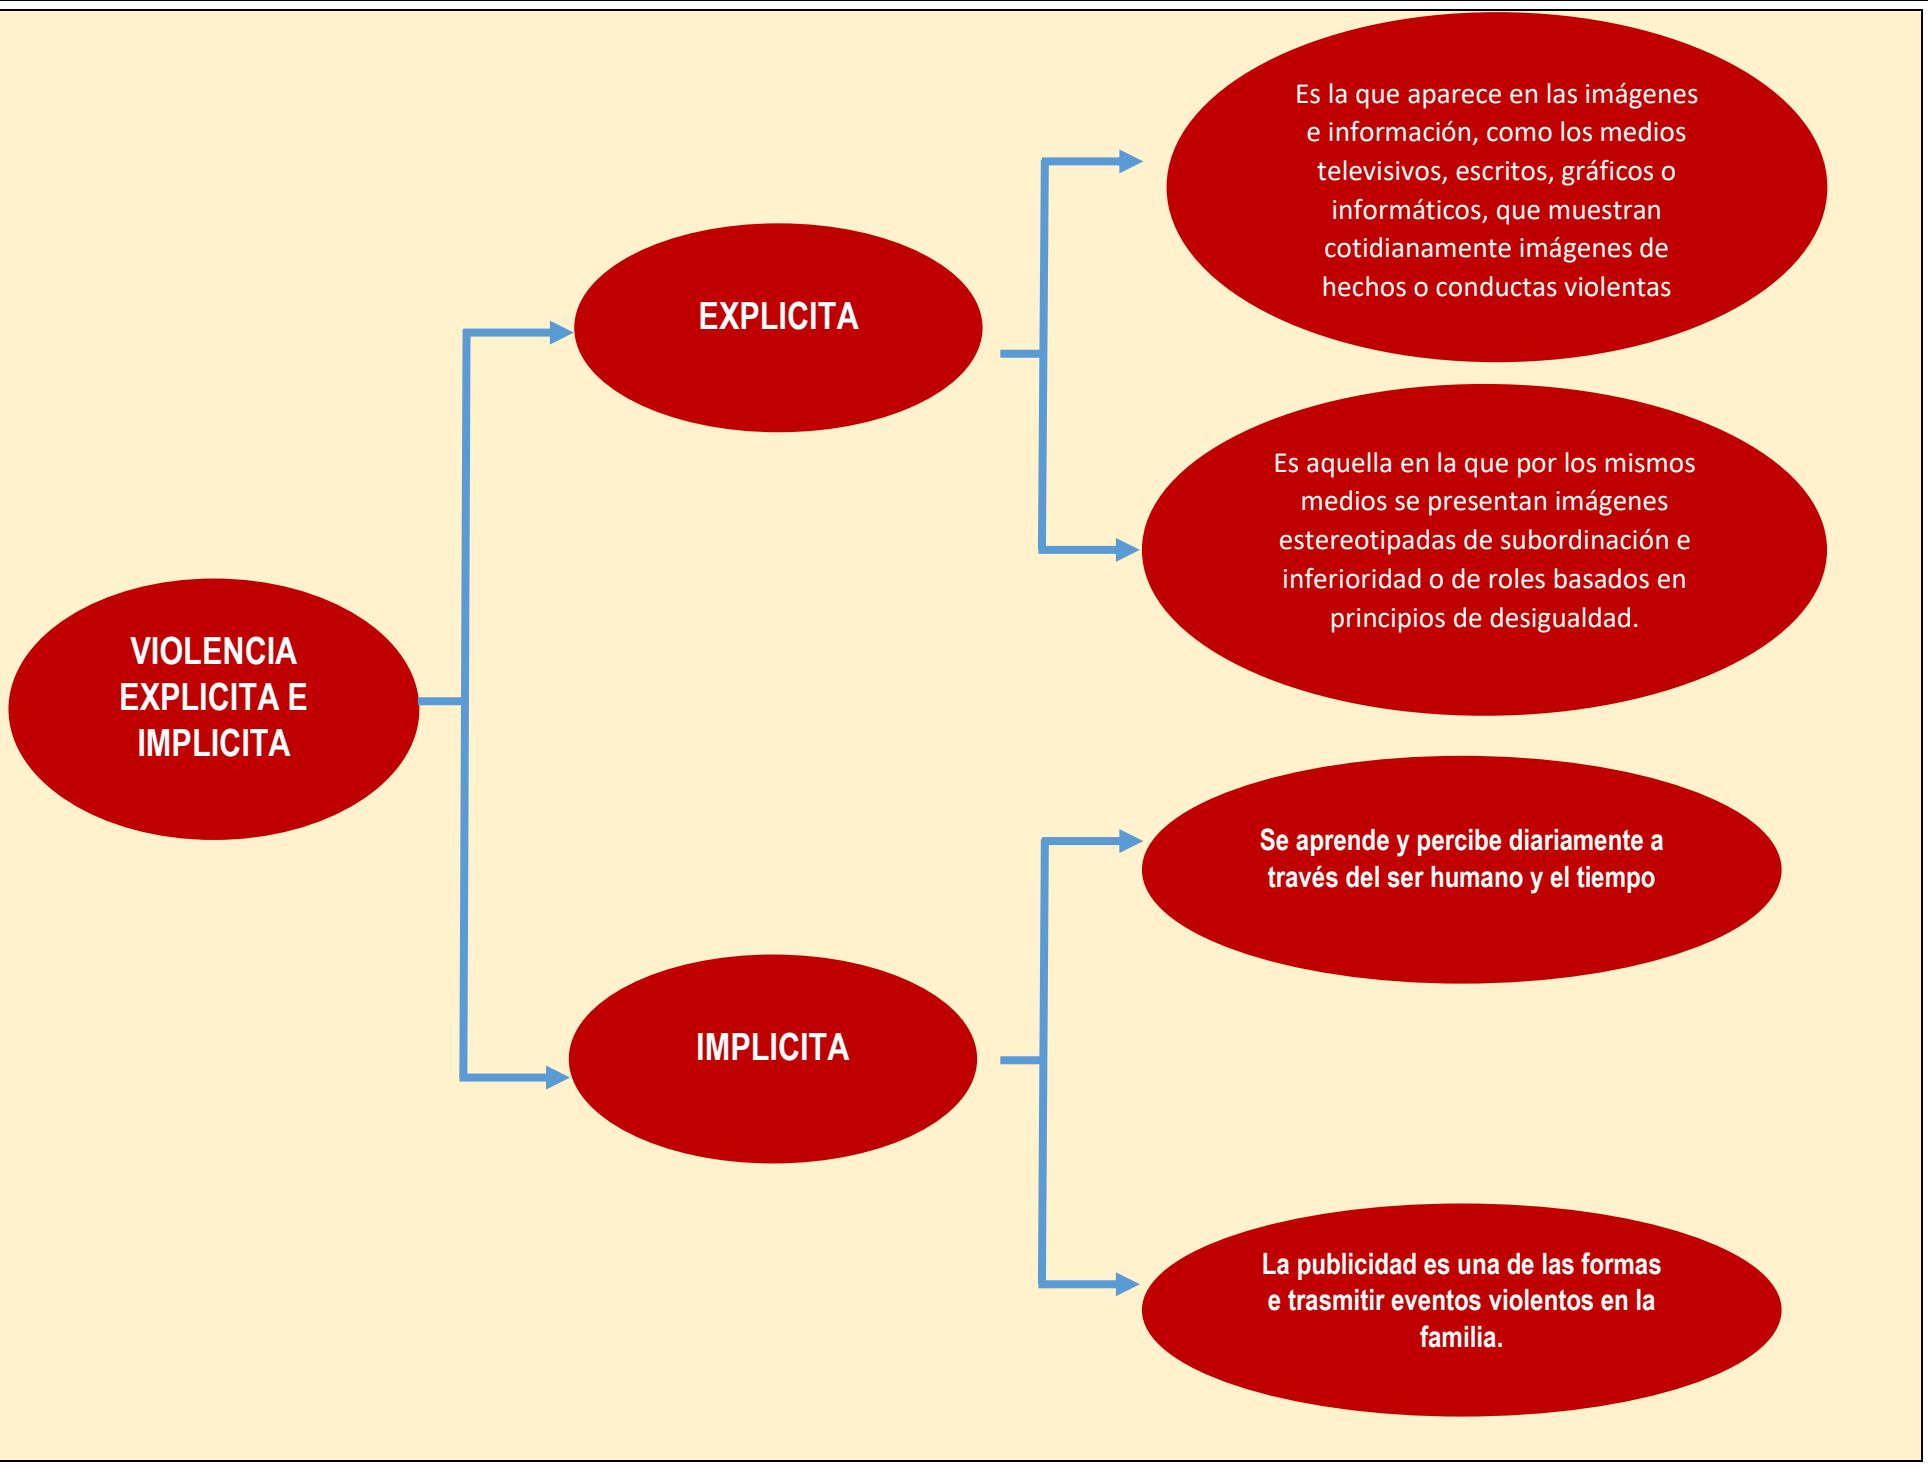 VIOLENCIA
EXPLICITA E
IMPLICITA
EXPLICITA
Es la que aparece en las imágenes
e información, como los medios
televisivos, escritos, gráficos o
informáticos, que muestran
cotidianamente imágenes de
hechos o conductas violentas
Es aquella en la que por los mismos
medios se presentan imágenes
estereotipadas de subordinación e
inferioridad o de roles basados en
principios de desigualdad.
IMPLICITA
Se aprende y percibe diariamente a
través del ser humano y el tiempo
La publicidad es una de las formas
e trasmitir eventos violentos en la
familia.